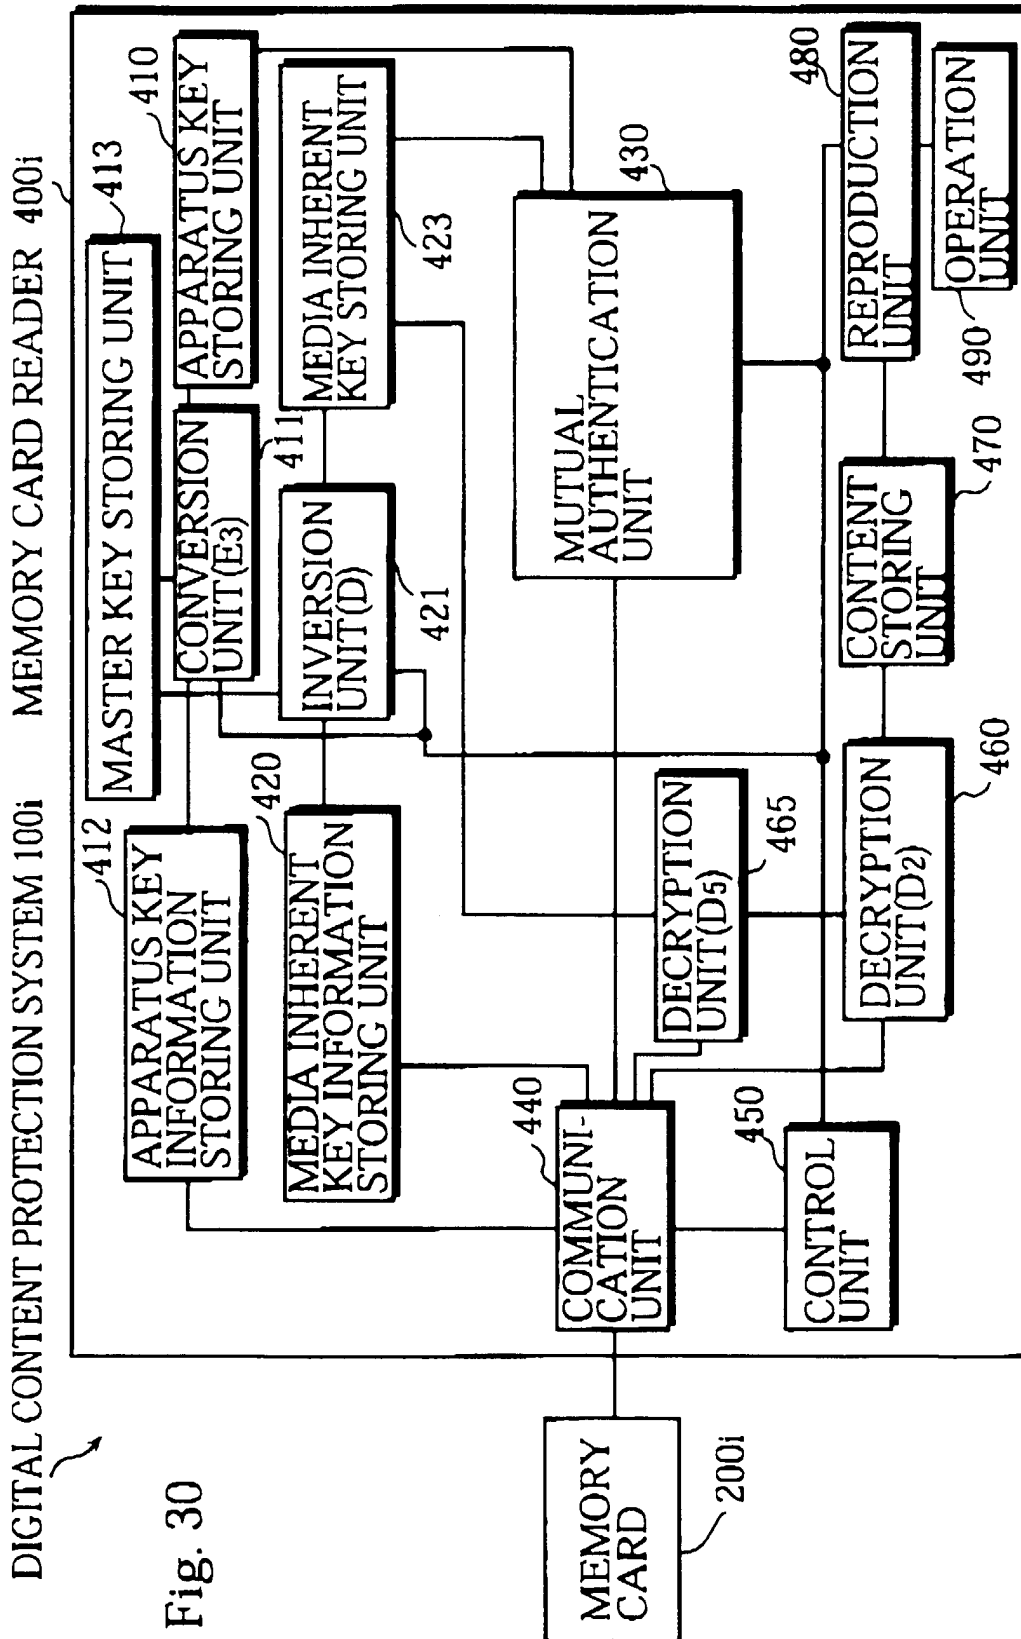 DIGITAL CONTENT PROTECTION SYSTEM 100i
MEMORY CARD READER 400i
Fig. 30
MASTER KEY STORING UNIT
413
412
APPARATUS KEY
INFORMATION
STORING UNIT
CONVERSION
UNIT(E3)
411
APPARATUS KEY
STORING UNIT
410
420
MEDIA INHERENT
KEY INFORMATION
STORING UNIT
INVERSION
UNIT(D)
421
MEDIA INHERENT
KEY STORING UNIT
423
MEMORY
CARD
200i
440
COMMUNI-
CATION
UNIT
MUTUAL
AUTHENTICATION
UNIT
430
DECRYPTION
UNIT(D5)
465
450
CONTROL
UNIT
DECRYPTION
UNIT(D2)
460
CONTENT
STORING
UNIT
470
REPRODUCTION
UNIT
480
OPERATION
UNIT
490